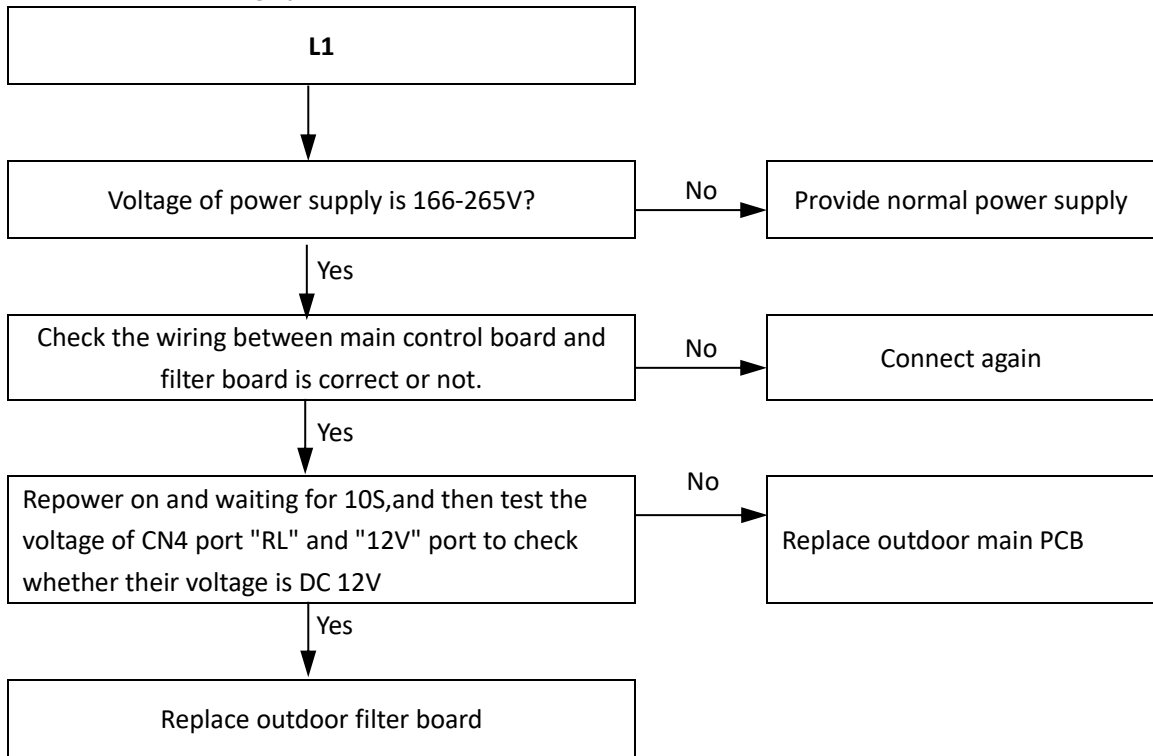 L1
Voltage of power supply is 166-265V?
No
Provide normal power supply
Yes
Check the wiring between main control board and
filter board is correct or not.
No
Connect again
Yes
Repower on and waiting for 10S,and then test the
voltage of CN4 port "RL" and "12V" port to check
whether their voltage is DC 12V
No
Replace outdoor main PCB
Yes
Replace outdoor filter board